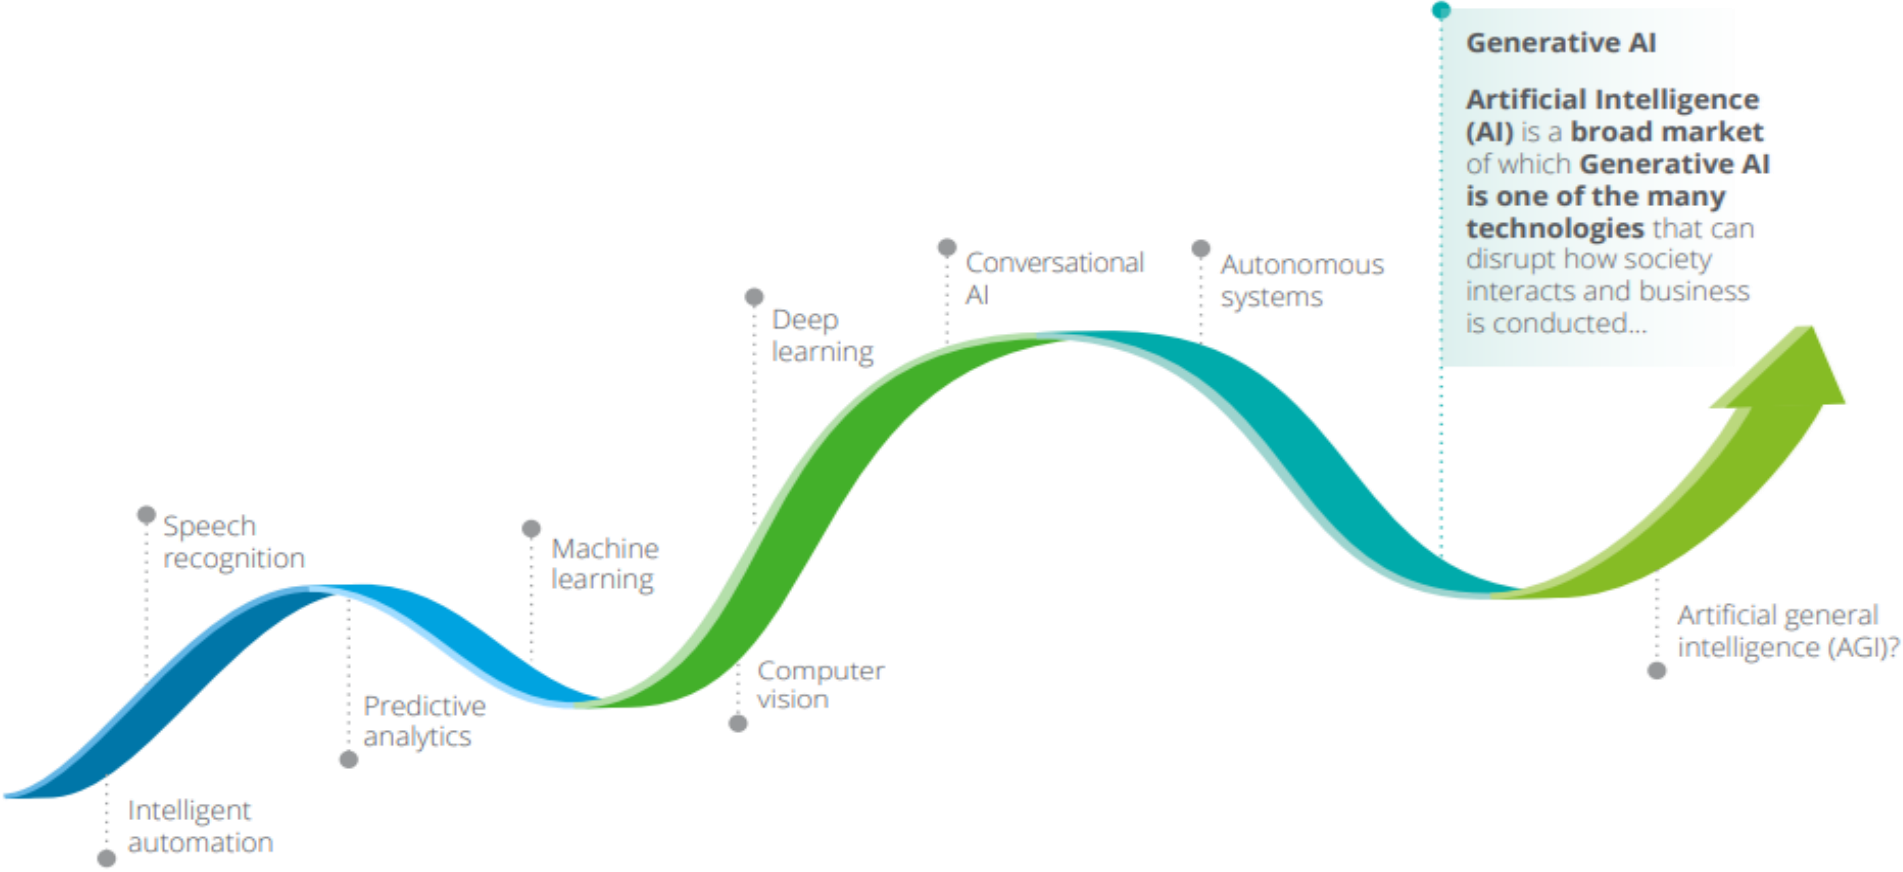 Generative AI
Artificial Intelligence
(AI) is a broad market
of which Generative AI
is one of the many
technologies that can
disrupt how society
interacts and business
is conducted...
Conversational
AI
Autonomous
systems
Deep
learning
Speech
recognition
Machine
learning
Computer
vision
Predictive
analytics
Intelligent
automation
Artificial general
intelligence (AGI)?